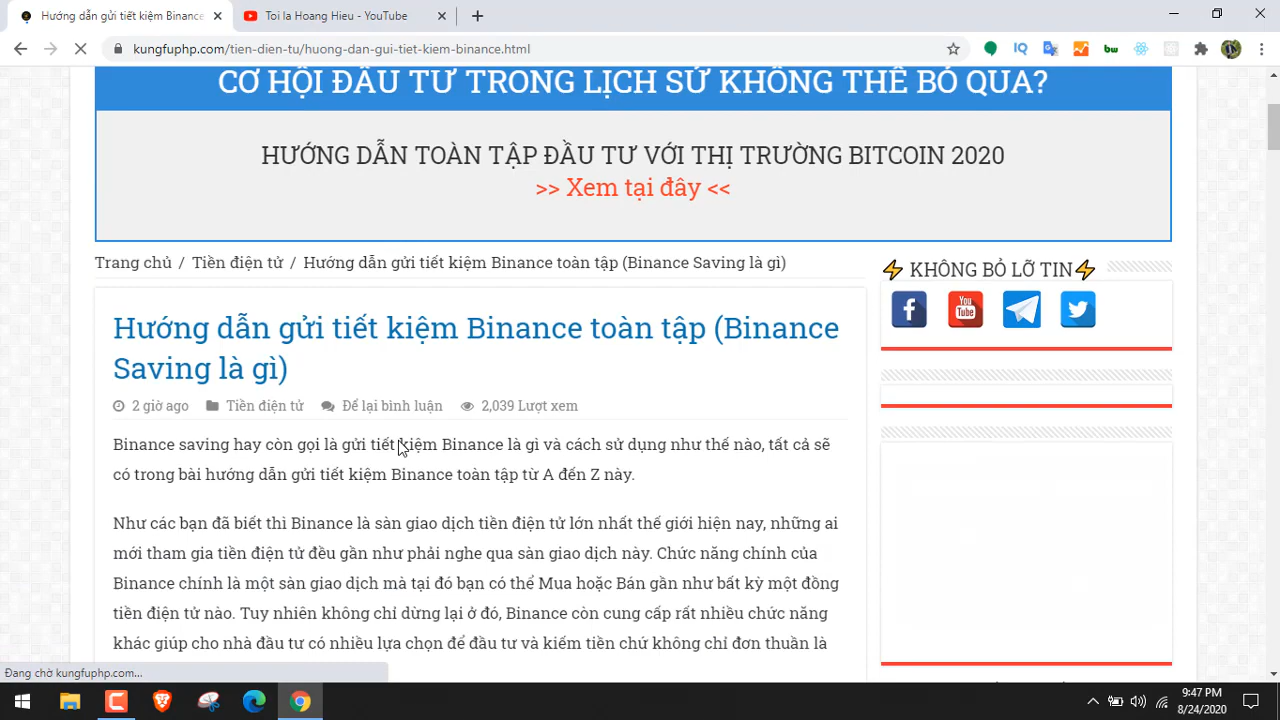 Hướng dẫn gửi tiết kiệm Binance
Toi la Hoang Hieu - YouTube
kungfuphp.com/tien-dien-tu/huong-dan-gui-tiet-kiem-binance.html
IQ
bw
CƠ HỘI ĐẦU TƯ TRONG LỊCH SỬ KHÔNG THỂ BỎ QUA?
HƯỚNG DẪN TOÀN TẬP ĐẦU TƯ VỚI THỊ TRƯỜNG BITCOIN 2020
>> Xem tại đây <<
Trang chủ / Tiền điện tử / Hướng dẫn gửi tiết kiệm Binance toàn tập (Binance Saving là gì)
⚡ KHÔNG BỎ LỠ TIN⚡
You
Tube
Hướng dẫn gửi tiết kiệm Binance toàn tập (Binance
Saving là gì)
2 giờ ago Tiền điện tử Để lại bình luận 2,039 Lượt xem
Binance saving hay còn gọi là gửi tiết kiệm Binance là gì và cách sử dụng như thế nào, tất cả sẽ
có trong bài hướng dẫn gửi tiết kiệm Binance toàn tập từ A đến Z này.
Như các bạn đã biết thì Binance là sàn giao dịch tiền điện tử lớn nhất thế giới hiện nay, những ai
mới tham gia tiền điện tử đều gần như phải nghe qua sàn giao dịch này. Chức năng chính của
Binance chính là một sàn giao dịch mà tại đó bạn có thể Mua hoặc Bán gần như bất kỳ một đồng
tiền điện tử nào. Tuy nhiên không chỉ dừng lại ở đó, Binance còn cung cấp rất nhiều chức năng
khác giúp cho nhà đầu tư có nhiều lựa chọn để đầu tư và kiếm tiền chứ không chỉ đơn thuần là
Đang chờ kungfuphp.com...
9:47 PM
8/24/2020